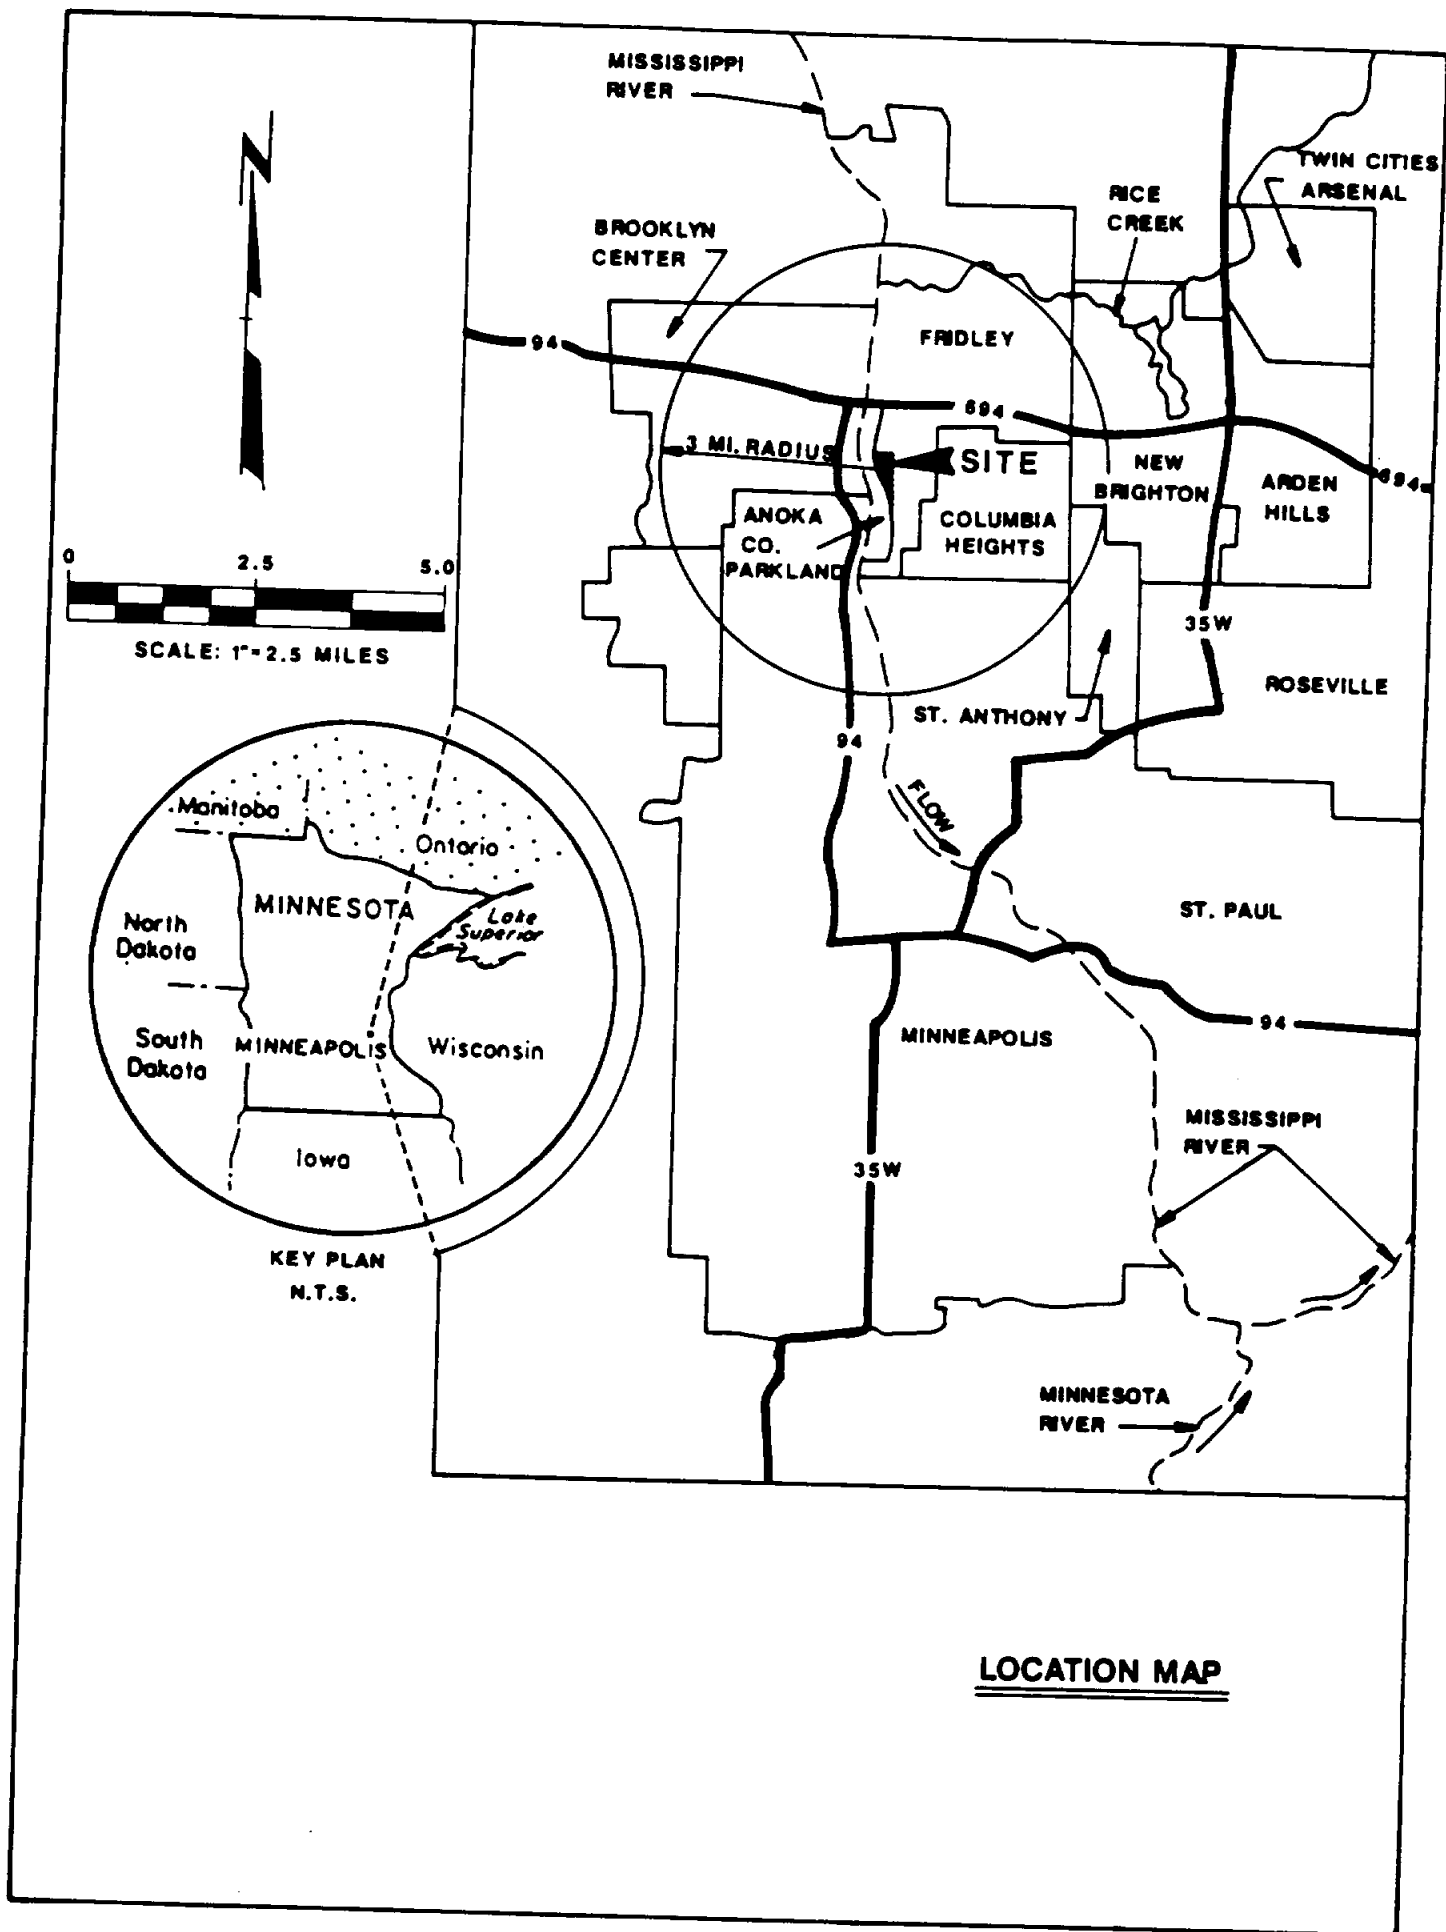 MISSISSIPPI
RIVER
N
TWIN CITIES
ARSENAL
RICE
CREEK
BROOKLYN
CENTER
FRIDLEY
94
694
3 MI. RADIUS
SITE
NEW
BRIGHTON
694
ARDEN
HILLS
ANOKA
CO.
PARKLAND
COLUMBIA
HEIGHTS
0 2.5 5.0
SCALE: 1"=2.5 MILES
35W
ROSEVILLE
ST. ANTHONY
94
FLOW
Manitoba
Ontario
MINNESOTA
Lake
Superior
North
Dakota
ST. PAUL
South
Dakota
MINNEAPOLIS
Wisconsin
94
MINNEAPOLIS
Iowa
MISSISSIPPI
RIVER
35W
KEY PLAN
N.T.S.
MINNESOTA
RIVER
LOCATION MAP